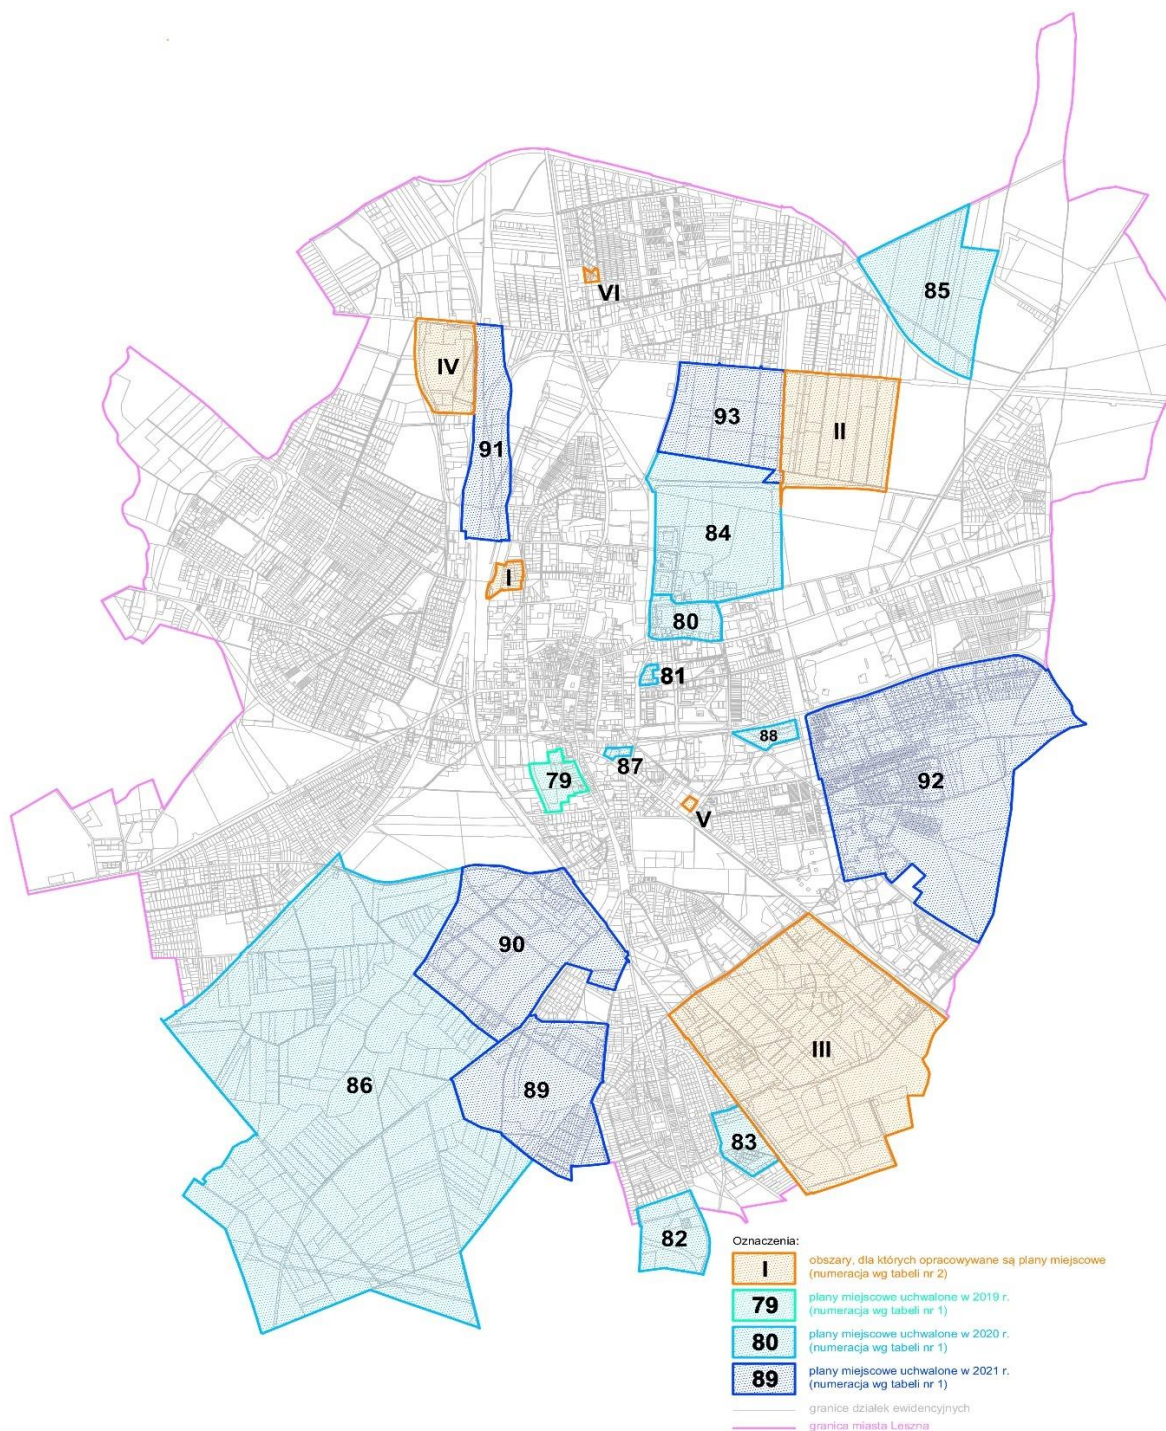 VI
85
IV
93
II
91
84
I
80
81
88
87
79
92
V
90
III
86
89
83
82
Oznaczenia:
I
obszary, dla których opracowywane są plany miejscowe
(numeracja wg tabeli nr 2)
79
plany miejscowe uchwalone w 2019 r.
(numeracja wg tabeli nr 1)
80
plany miejscowe uchwalone w 2020 r.
(numeracja wg tabeli nr 1)
89
plany miejscowe uchwalone w 2021 r.
(numeracja wg tabeli nr 1)
granice działek ewidencyjnych
granica miasta Leszna